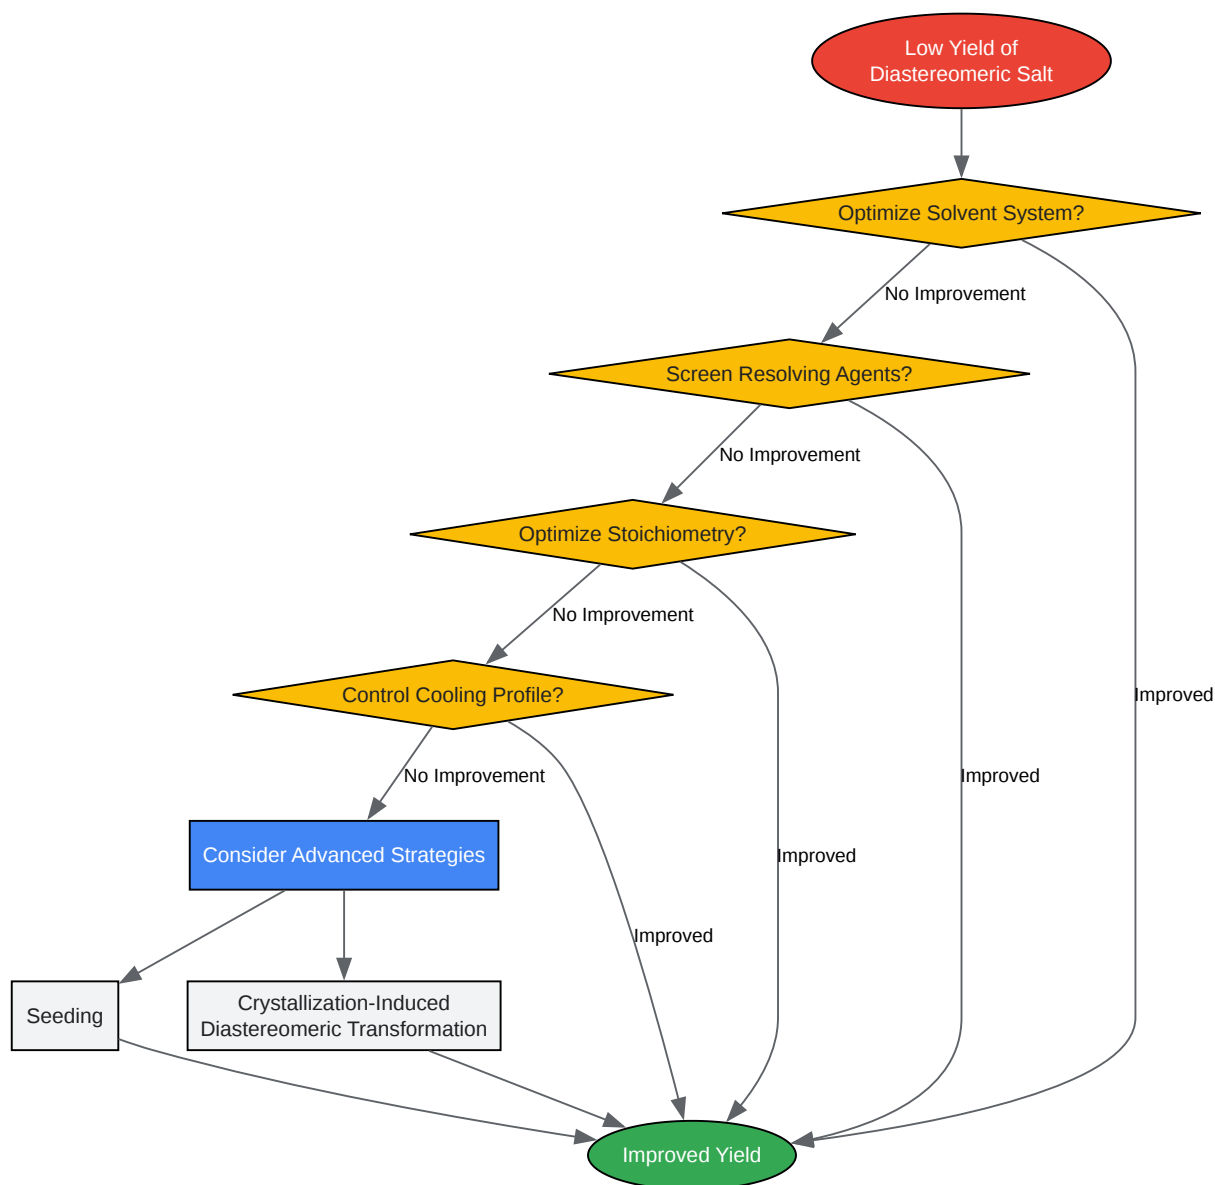 Low Yield of
Diastereomeric Salt
Optimize Solvent System?
No Improvement
Screen Resolving Agents?
No Improvement
Optimize Stoichiometry?
No Improvement
Control Cooling Profile?
Improved
No Improvement
Improved
Consider Advanced Strategies
Improved
Improved
Seeding
Crystallization-Induced
Diastereomeric Transformation
Improved Yield